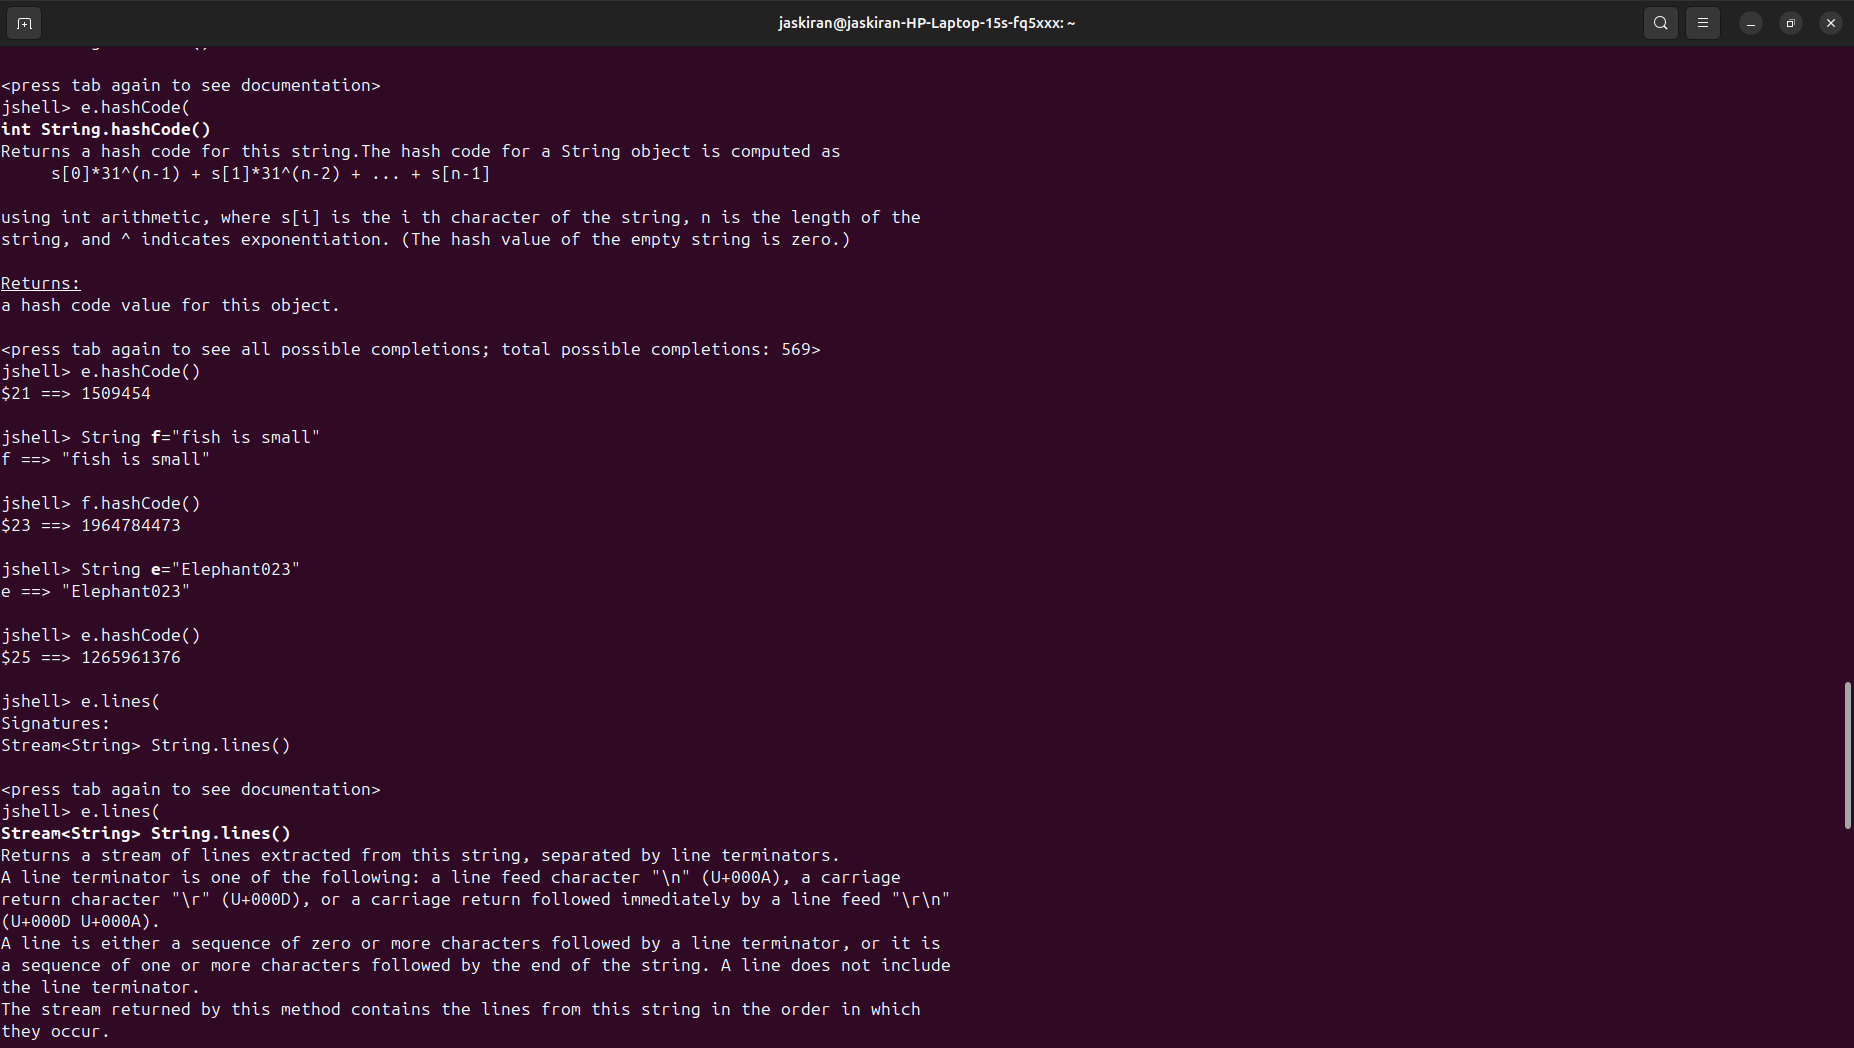 jaskiran@jaskiran-HP-Laptop-15s-fq5xxx: ~
<press tab again to see documentation>
jshell> e.hashCode(
int String.hashCode()
Returns a hash code for this string.The hash code for a String object is computed as
     s[0]*31^(n-1) + s[1]*31^(n-2) + ... + s[n-1]
using int arithmetic, where s[i] is the i th character of the string, n is the length of the
string, and ^ indicates exponentiation. (The hash value of the empty string is zero.)
Returns:
a hash code value for this object.
<press tab again to see all possible completions; total possible completions: 569>
jshell> e.hashCode()
$21 ==> 1509454
jshell> String f="fish is small"
f ==> "fish is small"
jshell> f.hashCode()
$23 ==> 1964784473
jshell> String e="Elephant023"
e ==> "Elephant023"
jshell> e.hashCode()
$25 ==> 1265961376
jshell> e.lines(
Signatures:
Stream<String> String.lines()
<press tab again to see documentation>
jshell> e.lines(
Stream<String> String.lines()
Returns a stream of lines extracted from this string, separated by line terminators.
A line terminator is one of the following: a line feed character "\n" (U+000A), a carriage
return character "\r" (U+000D), or a carriage return followed immediately by a line feed "\r\n"
(U+000D U+000A).
A line is either a sequence of zero or more characters followed by a line terminator, or it is
a sequence of one or more characters followed by the end of the string. A line does not include
the line terminator.
The stream returned by this method contains the lines from this string in the order in which
they occur.